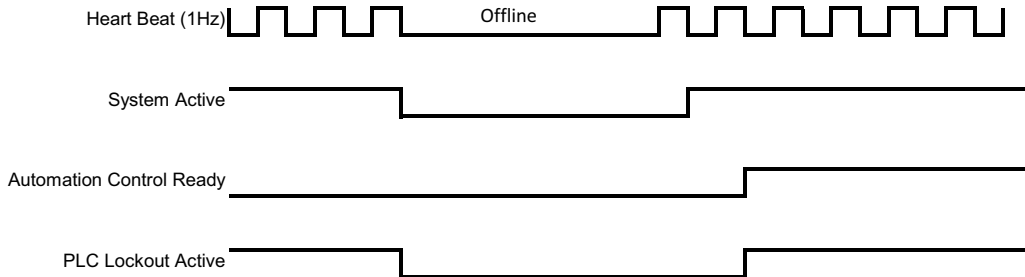 Heart Beat (1Hz)
Offline
System Active
Automation Control Ready
PLC Lockout Active